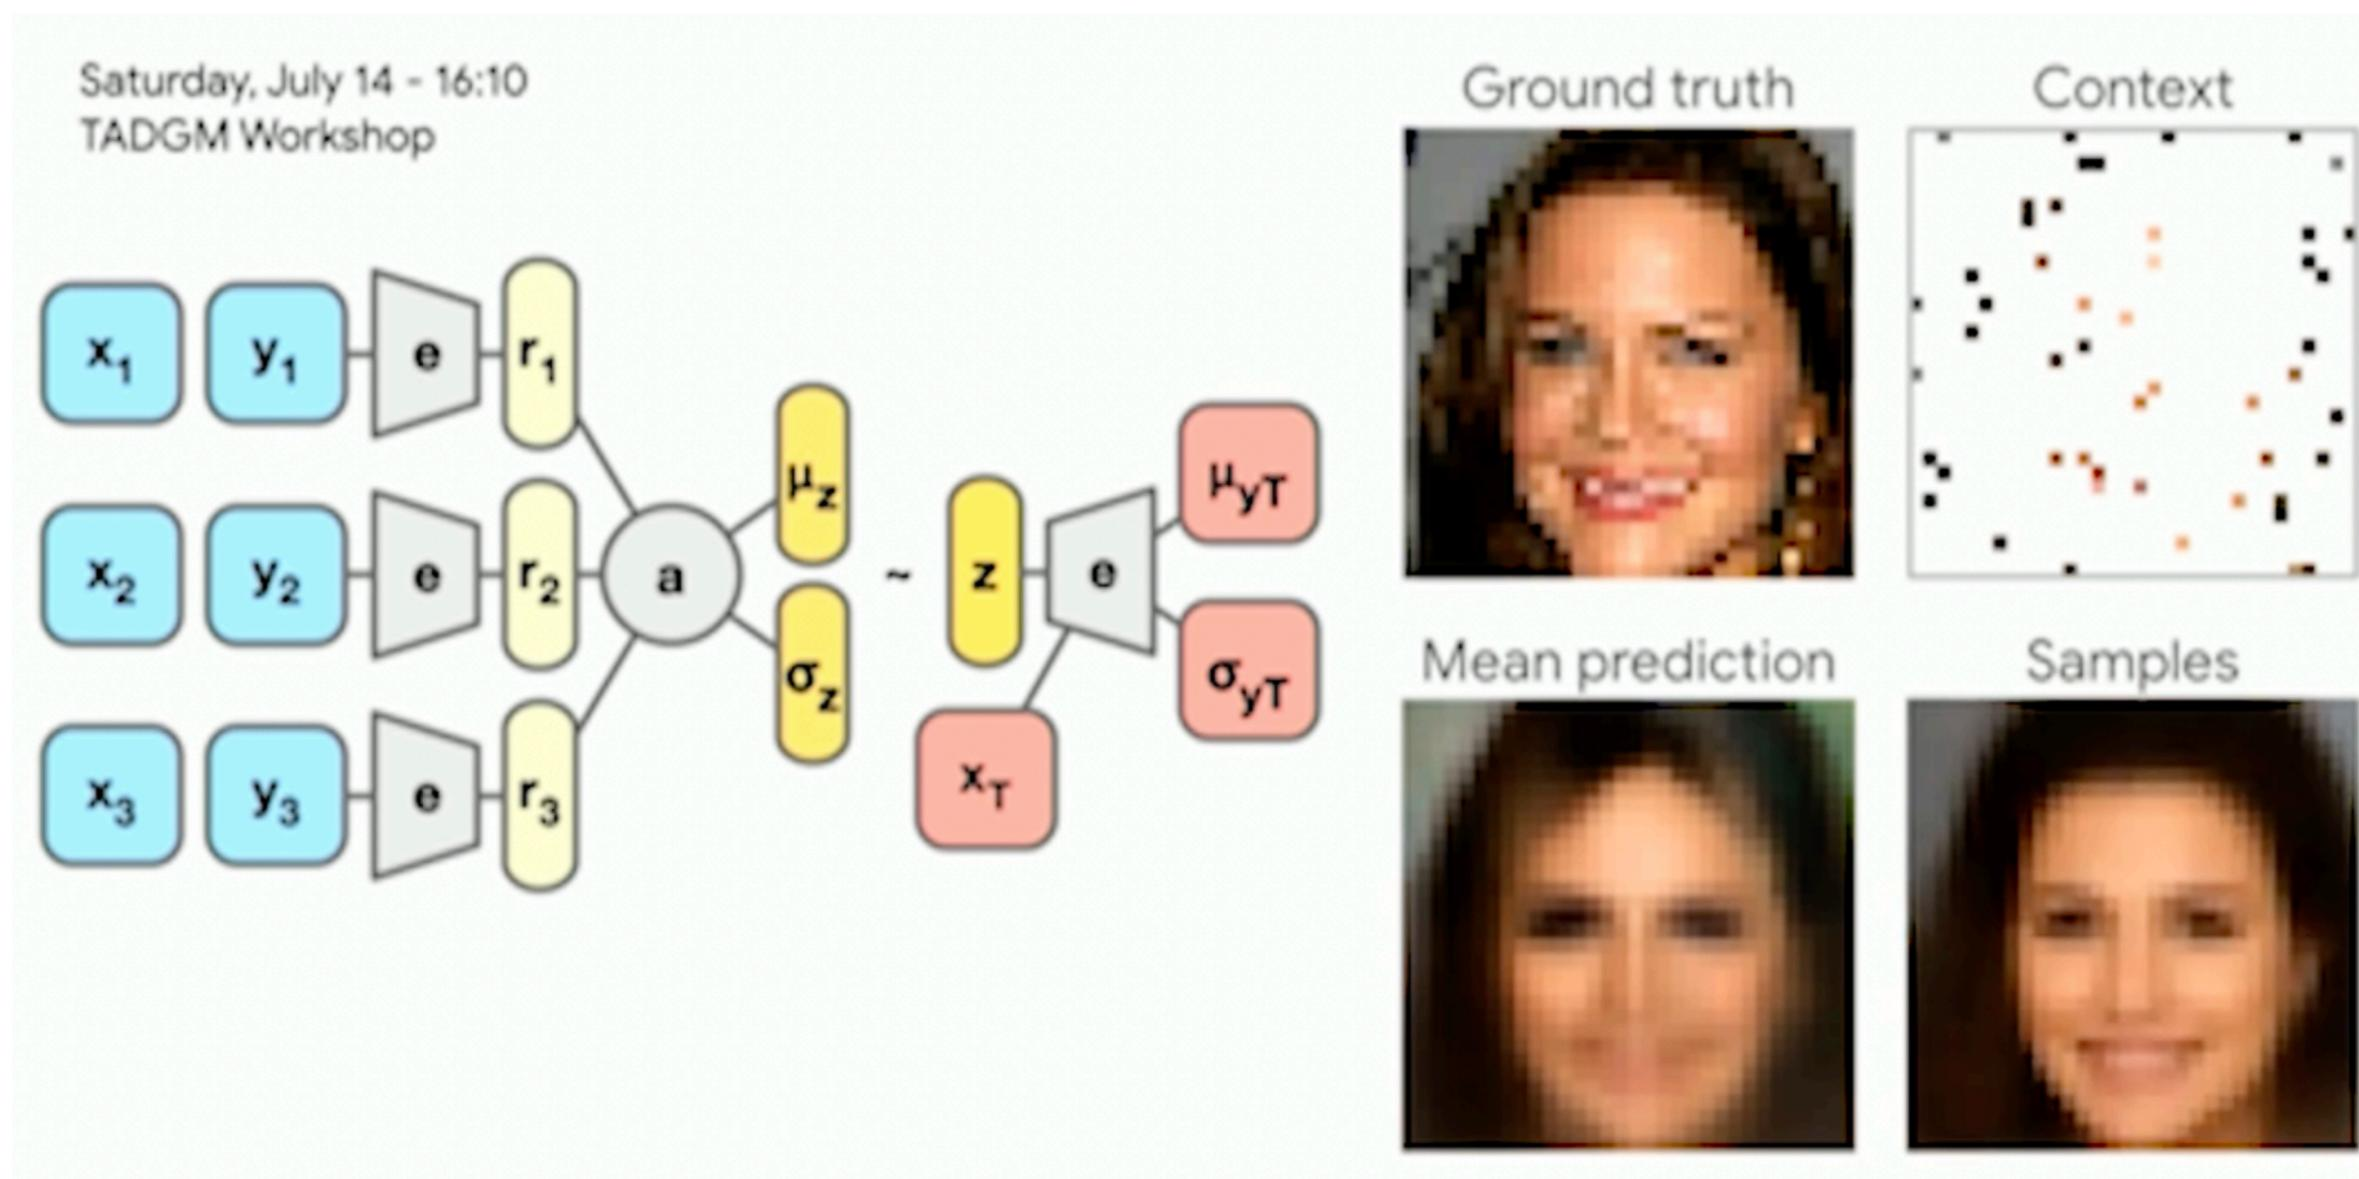 Saturday, July 14 - 16:10
TADGM Workshop
x₁ y₁ e r₁
x₂ y₂ e r₂
x₃ y₃ e r₃
a
μz
σz
~
z
e
xT
μyT
σyT
Ground truth
Context
Mean prediction
Samples